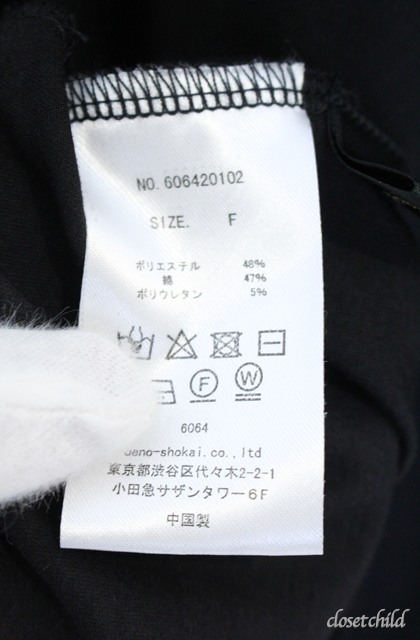 NO. 606420102
SIZE. F
ポリエステル 48%
綿 47%
ポリウレタン 5%
F W
6064
ueno-shokai.co.,ltd
東京都渋谷区代々木2-2-1
小田急サザンタワー6F
中国製
closetchild